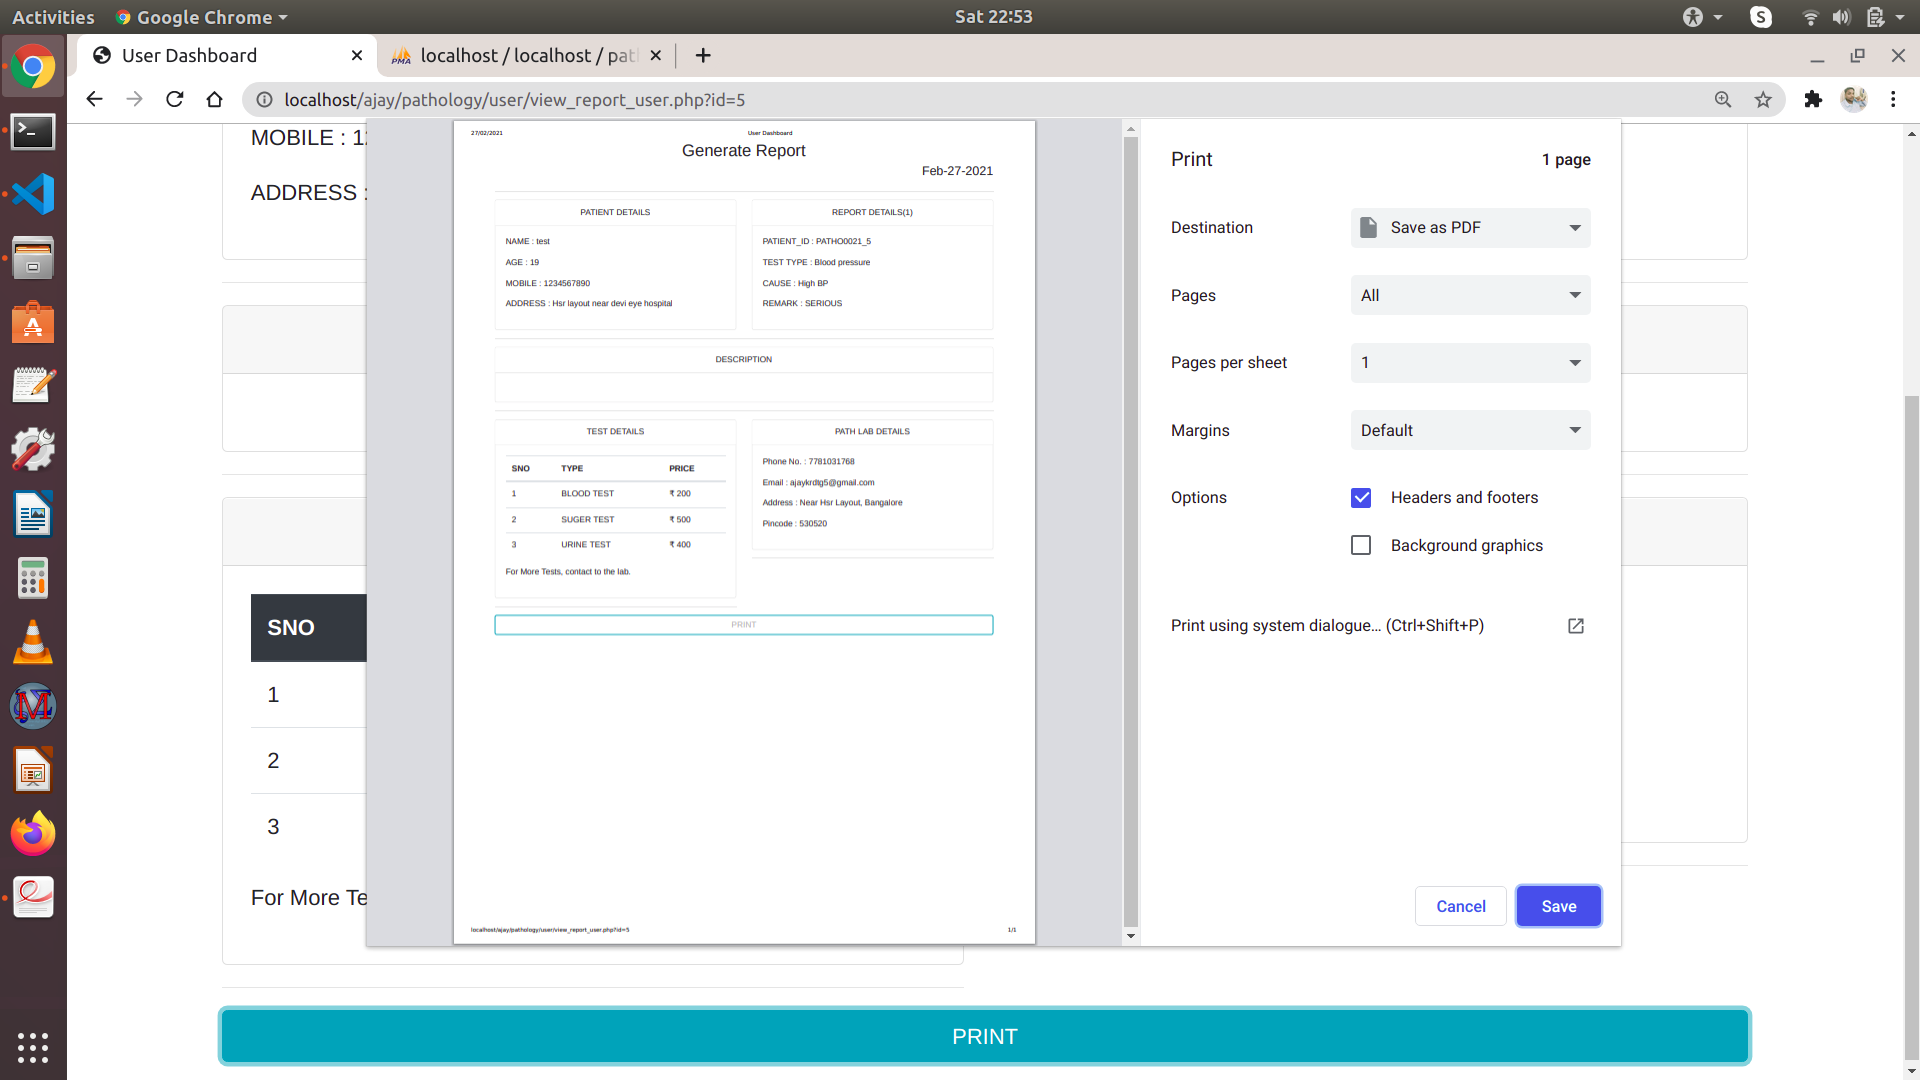 Activities
Google Chrome
Sat 22:53
User Dashboard
localhost / localhost / pat
localhost/ajay/pathology/user/view_report_user.php?id=5
MOBILE : 12
ADDRESS :
SNO
1
2
3
For More Te
PRINT
27/02/2021
User Dashboard
Generate Report
Feb-27-2021
PATIENT DETAILS
NAME : test
AGE : 19
MOBILE : 1234567890
ADDRESS : Hsr layout near devi eye hospital
REPORT DETAILS(1)
PATIENT_ID : PATHO0021_5
TEST TYPE : Blood pressure
CAUSE : High BP
REMARK : SERIOUS
DESCRIPTION
TEST DETAILS
SNO TYPE PRICE
1 BLOOD TEST ₹ 200
2 SUGER TEST ₹ 500
3 URINE TEST ₹ 400
For More Tests, contact to the lab.
PATH LAB DETAILS
Phone No. : 7781031768
Email : ajaykrdtg5@gmail.com
Address : Near Hsr Layout, Bangalore
Pincode : 530520
PRINT
localhost/ajay/pathology/user/view_report_user.php?id=5
1/1
Print
1 page
Destination
Save as PDF
Pages
All
Pages per sheet
1
Margins
Default
Options
Headers and footers
Background graphics
Print using system dialogue... (Ctrl+Shift+P)
Cancel
Save